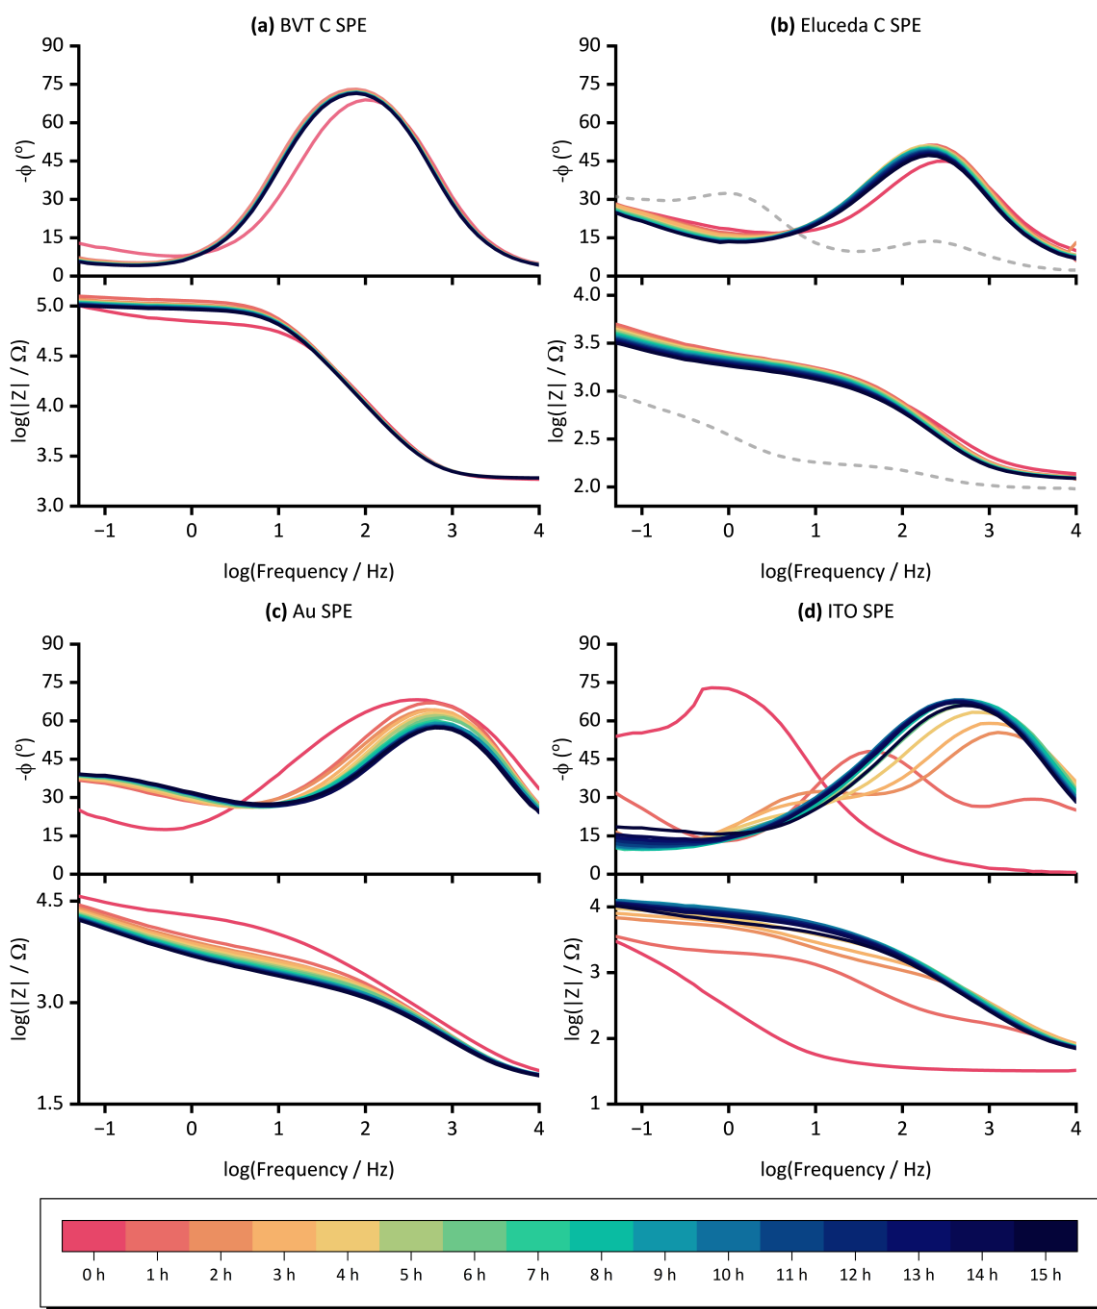 (a) BVT C SPE
90
75
60
45
30
15
0
-ϕ (º)
5.0
4.5
4.0
3.5
3.0
log(|Z| / Ω)
−1 0 1 2 3 4
log(Frequency / Hz)
(b) Eluceda C SPE
90
75
60
45
30
15
0
-ϕ (º)
4.0
3.5
3.0
2.5
2.0
log(|Z| / Ω)
−1 0 1 2 3 4
log(Frequency / Hz)
(c) Au SPE
90
75
60
45
30
15
0
-ϕ (º)
4.5
3.0
1.5
log(|Z| / Ω)
−1 0 1 2 3 4
log(Frequency / Hz)
(d) ITO SPE
90
75
60
45
30
15
0
-ϕ (º)
4
3
2
1
log(|Z| / Ω)
−1 0 1 2 3 4
log(Frequency / Hz)
0 h 1 h 2 h 3 h 4 h 5 h 6 h 7 h 8 h 9 h 10 h 11 h 12 h 13 h 14 h 15 h